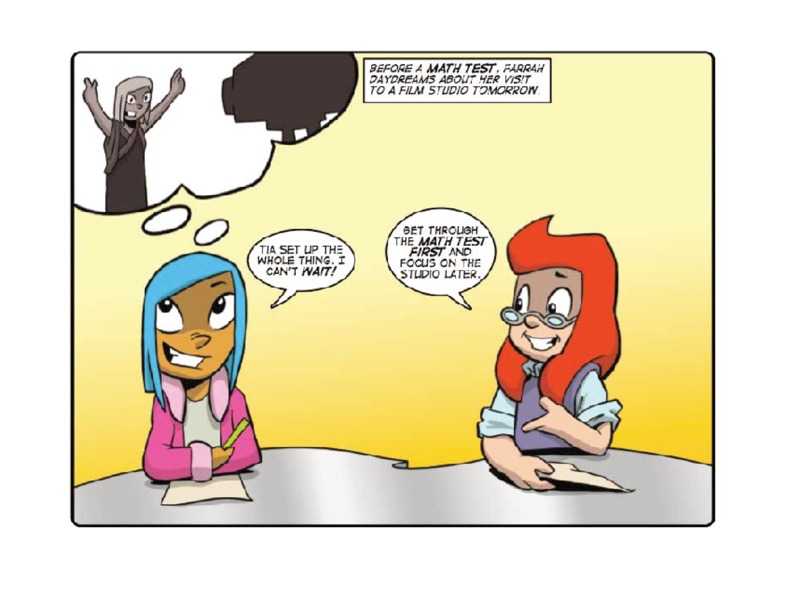 BEFORE A MATH TEST, FARRAH
DAYDREAMS ABOUT HER VISIT
TO A FILM STUDIO TOMORROW.
TIA SET UP THE
WHOLE THING. I
CAN'T WAIT!
GET THROUGH
THE MATH TEST
FIRST AND
FOCUS ON THE
STUDIO LATER.